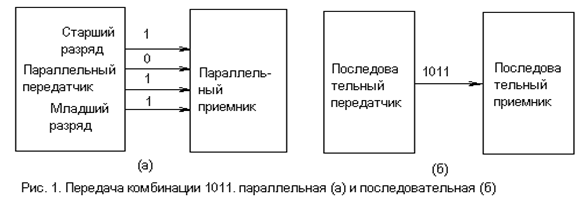 Старший
разряд
Параллельный
передатчик
Младший
разряд
1
0
1
1
Параллель-
ный
приемник
(а)
Последова
тельный
передатчик
1011
Последова
тельный
приемник
(б)
Рис. 1. Передача комбинации 1011. параллельная (а) и последовательная (б)